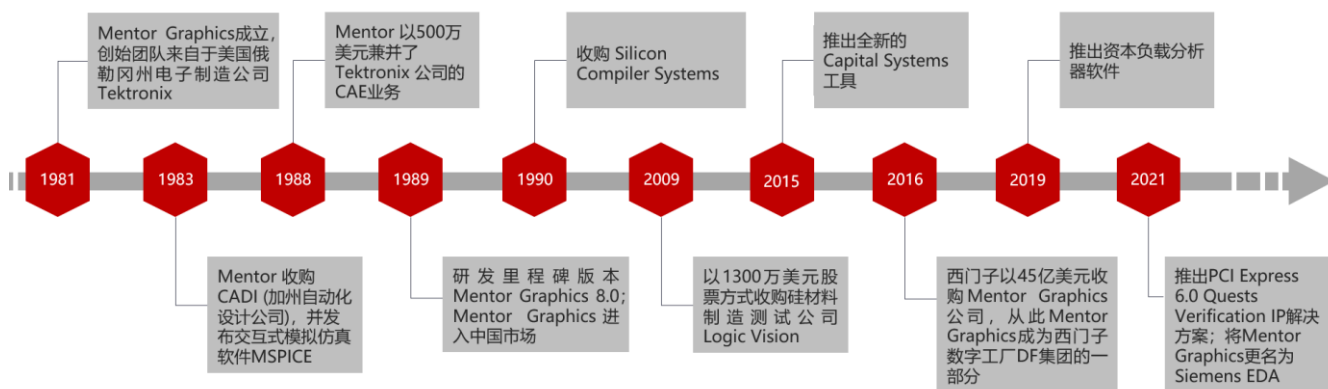 Mentor Graphics成立，
创始团队来自于美国俄
勒冈州电子制造公司
Tektronix
Mentor 以500万
美元兼并了
Tektronix 公司的
CAE业务
收购 Silicon
Compiler Systems
推出全新的
Capital Systems
工具
推出资本负载分析
器软件
1981
1983
1988
1989
1990
2009
2015
2016
2019
2021
Mentor 收购
CADI (加州自动化
设计公司)，并发
布交互式模拟仿真
软件MSPICE
研发里程碑版本
Mentor Graphics 8.0；
Mentor Graphics 进
入中国市场
以1300万美元股
票方式收购硅材料
制造测试公司
Logic Vision
西门子以45亿美元收
购Mentor Graphics
公司，从此Mentor
Graphics成为西门子
数字工厂DF集团的一
部分
推出PCI Express
6.0 Quests
Verification IP解决
方案；将Mentor
Graphics更名为
Siemens EDA